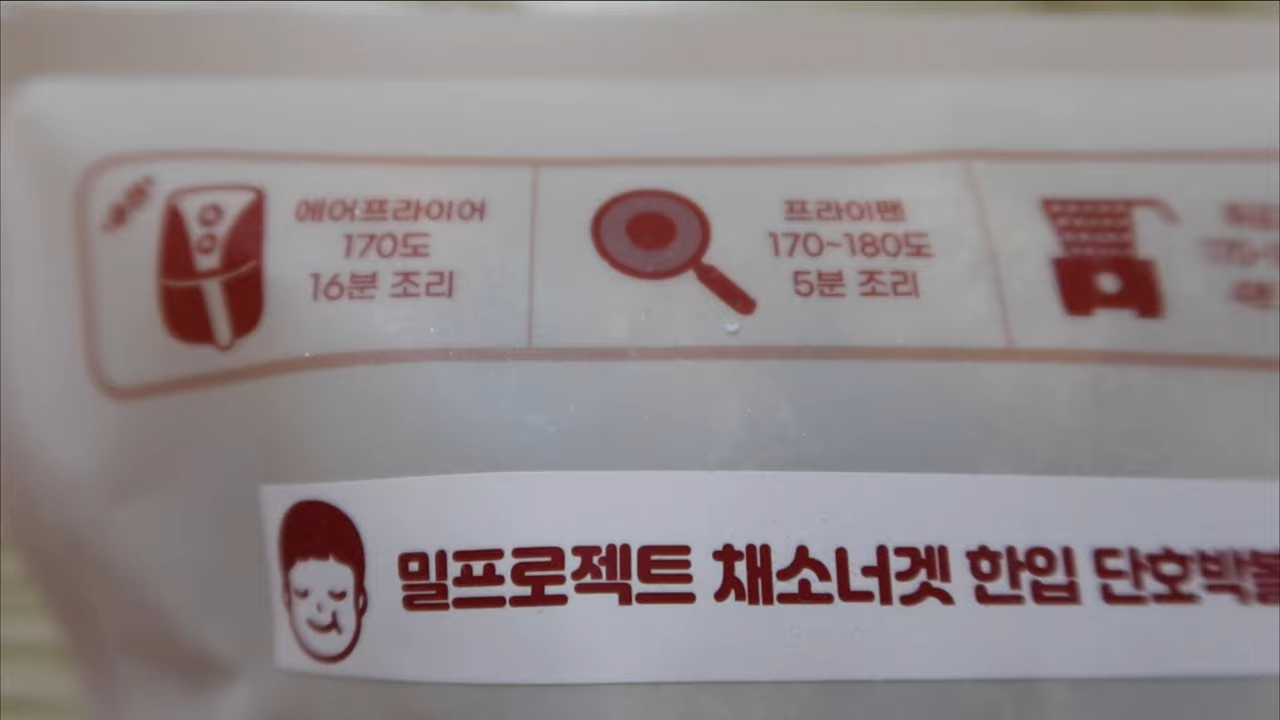 에어프라이어
170도
16분 조리
프라이팬
170~180도
5분 조리
밀프로젝트 채소너겟 한입 단호박볼